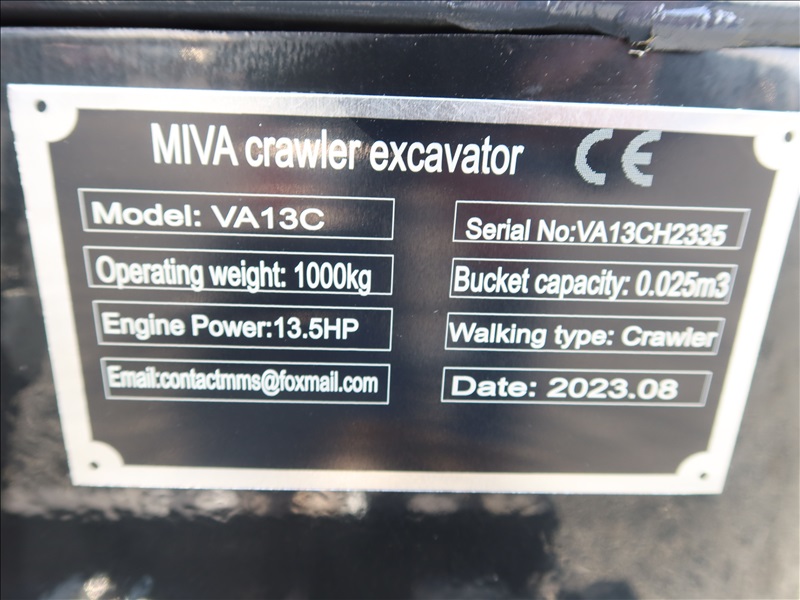 MIVA crawler excavator CE
Model: VA13C
Serial No:VA13CH2335
Operating weight: 1000kg
Bucket capacity: 0.025m3
Engine Power:13.5HP
Walking type: Crawler
Email:contactmms@foxmail.com
Date: 2023.08